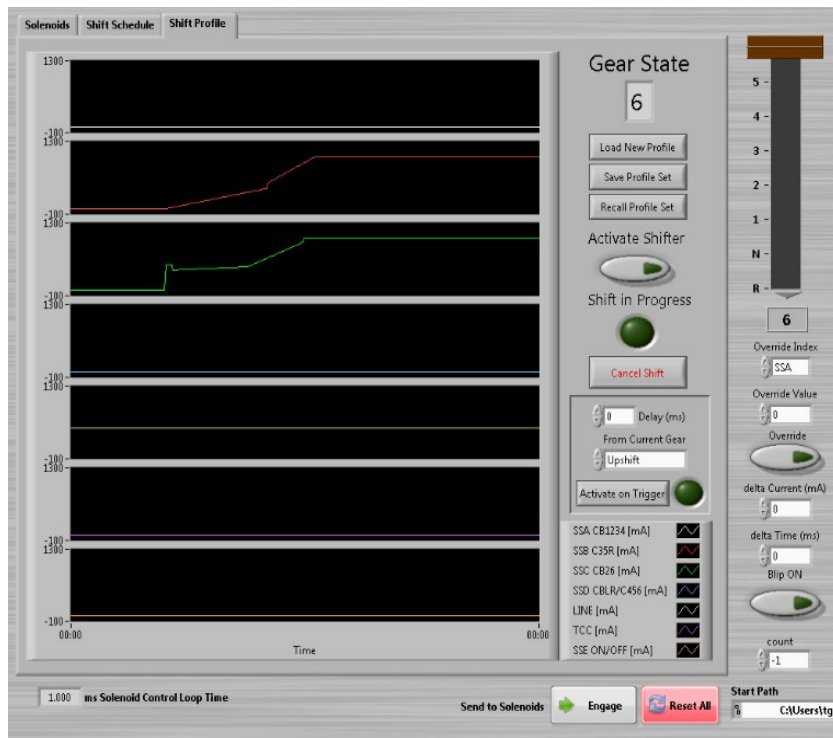 Solenoids Shift Schedule Shift Profile
1300
-100
1300
-100
1300
-100
1300
-100
1300
-100
1300
-100
1300
-100
00:00 00:00
Time
Gear State
6
Load New Profile
Save Profile Set
Recall Profile Set
Activate Shifter
Shift in Progress
Cancel Shift
0 Delay (ms)
From Current Gear
Upshift
Activate on Trigger
SSA CB1234 [mA]
SSB C35R [mA]
SSC CB26 [mA]
SSD CBLR/C456 [mA]
LINE [mA]
TCC [mA]
SSE ON/OFF [mA]
5
4
3
2
1
N
R
6
Override Index
SSA
Override Value
0
Override
delta Current (mA)
0
delta Time (ms)
0
Blip ON
count
-1
1.000 ms Solenoid Control Loop Time
Send to Solenoids Engage Reset All
Start Path
C:\Users\tg